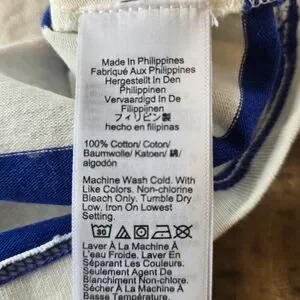 Made In Philippines
Fabriqué Aux Philippines
Hergestellt In Den
Philippinen
Vervaardigt In De
Filippijnen
フィリピン製
hecho en filipinas
100% Cotton/ Coton/
Baumwolle/ Katoen/ 綿/
algodón
Machine Wash Cold. With
Like Colors. Non-chlorine
Bleach Only. Tumble Dry
Low. Iron On Lowest
Setting.
30
Laver À La Machine À
L'eau Froide. Laver En
Séparant Les Couleurs.
Seulement Agent De
Blanchiment Non Chloré.
Sécher À La Machine À
Basse Température.